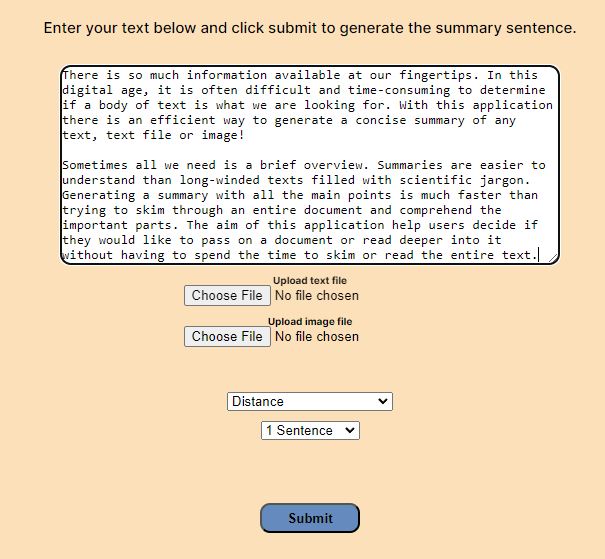 Enter your text below and click submit to generate the summary sentence.
There is so much information available at our fingertips. In this
digital age, it is often difficult and time-consuming to determine
if a body of text is what we are looking for. With this application
there is an efficient way to generate a concise summary of any
text, text file or image!
Sometimes all we need is a brief overview. Summaries are easier to
understand than long-winded texts filled with scientific jargon.
Generating a summary with all the main points is much faster than
trying to skim through an entire document and comprehend the
important parts. The aim of this application help users decide if
they would like to pass on a document or read deeper into it
without having to spend the time to skim or read the entire text.
Upload text file
Choose File No file chosen
Upload image file
Choose File No file chosen
Distance
1 Sentence
Submit